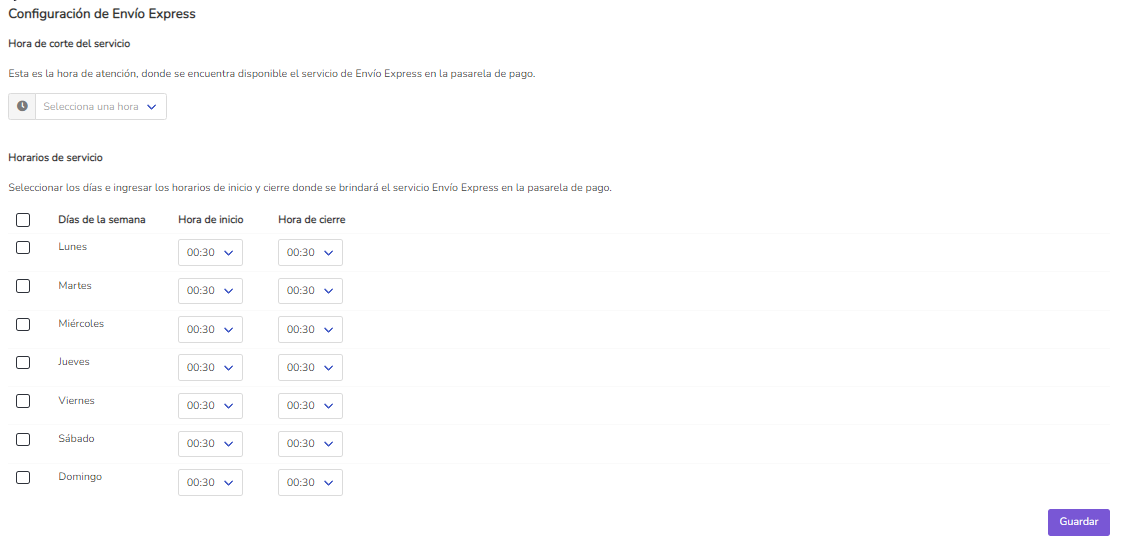 Configuración de Envío Express
Hora de corte del servicio
Esta es la hora de atención, donde se encuentra disponible el servicio de Envío Express en la pasarela de pago.
Selecciona una hora
Horarios de servicio
Seleccionar los días e ingresar los horarios de inicio y cierre donde se brindará el servicio Envío Express en la pasarela de pago.
Días de la semana Hora de inicio Hora de cierre
Lunes 00:30 00:30
Martes 00:30 00:30
Miércoles 00:30 00:30
Jueves 00:30 00:30
Viernes 00:30 00:30
Sábado 00:30 00:30
Domingo 00:30 00:30
Guardar